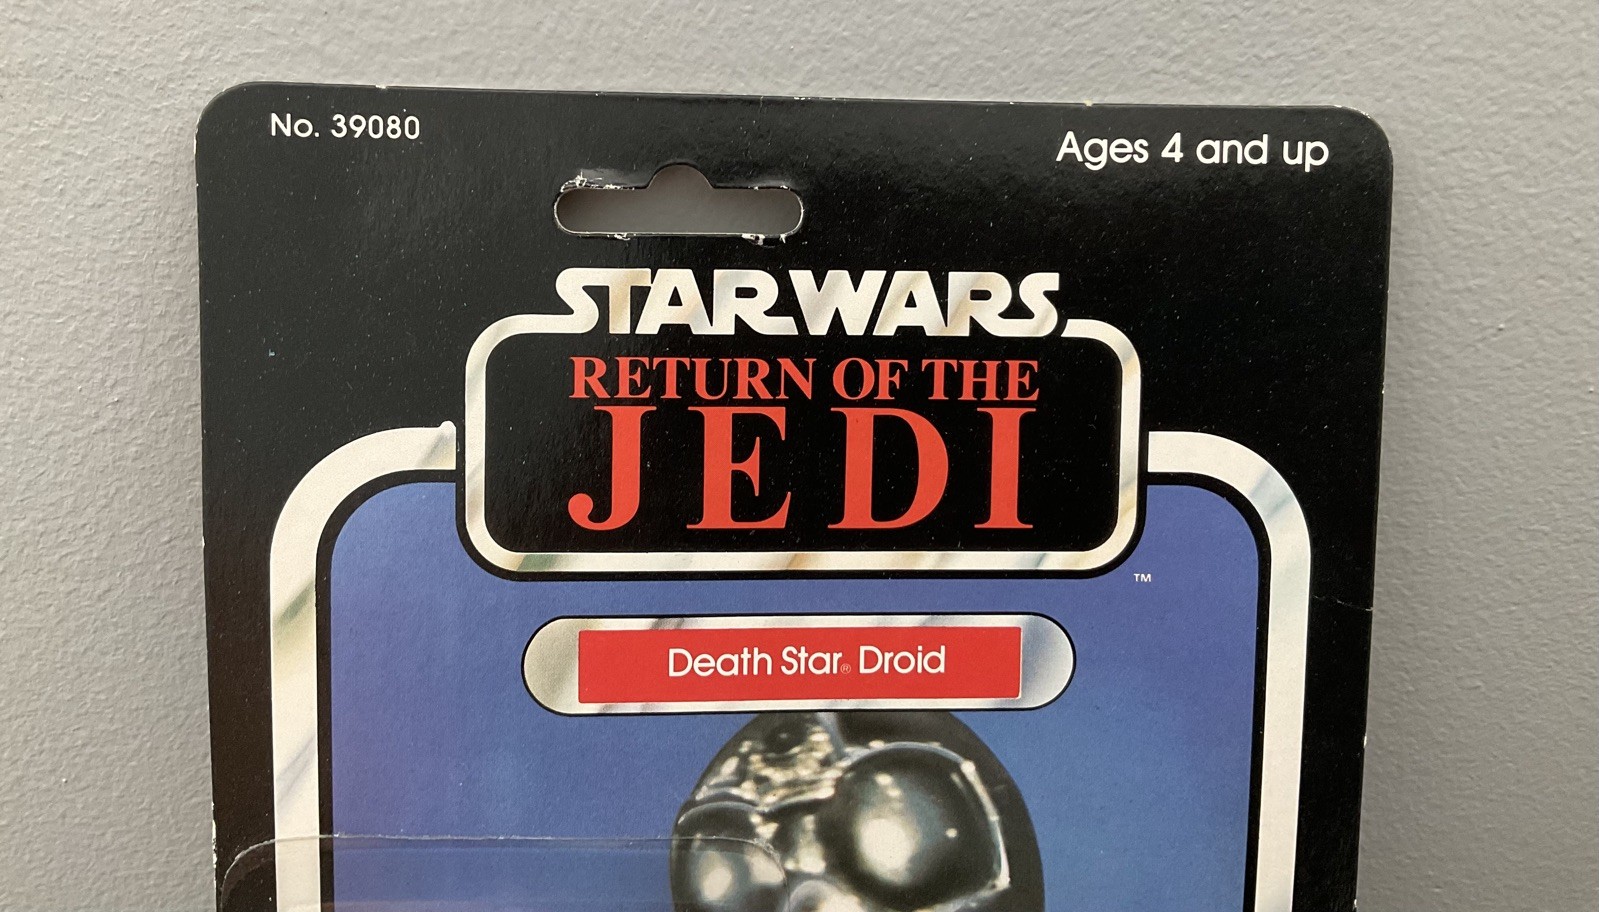 No. 39080
Ages 4 and up
STAR WARS
RETURN OF THE
JEDI
TM
Death Star® Droid